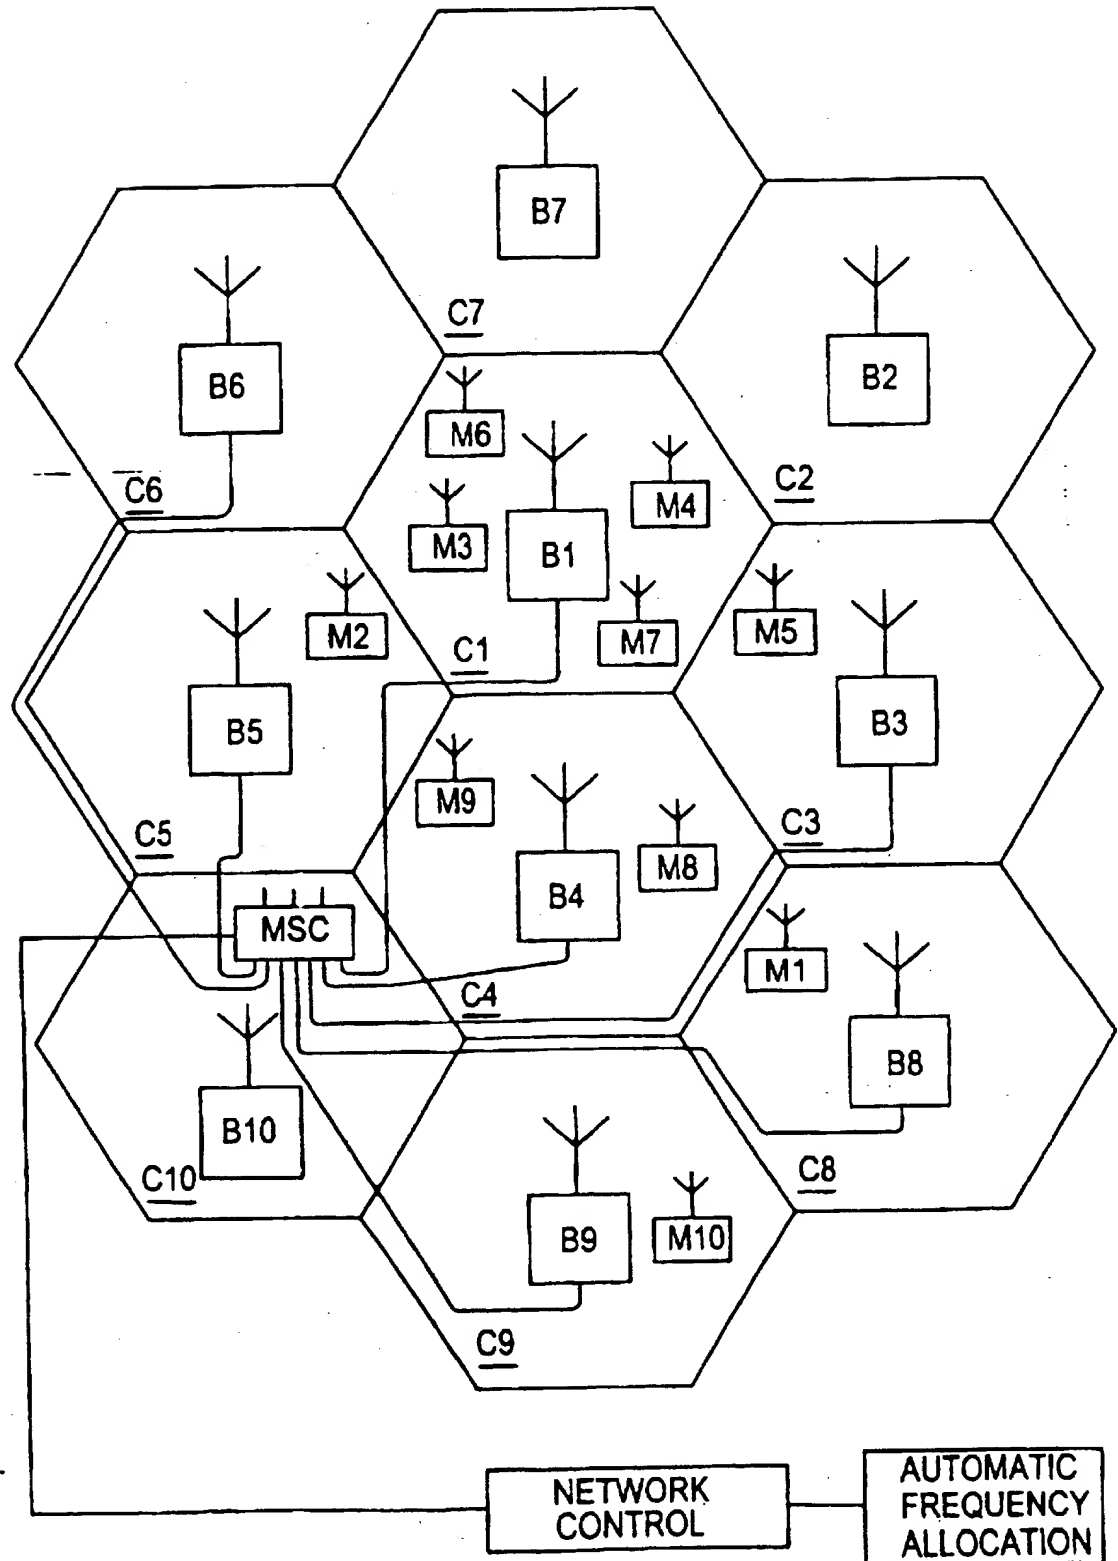 B7
C7
B6
B2
M6
M4
C2
C6
M3
B1
M2
M5
M7
C1
B5
B3
M9
C3
C5
M8
B4
MSC
M1
C4
B8
B10
C10
C8
B9
M10
C9
NETWORK
CONTROL
AUTOMATIC
FREQUENCY
ALLOCATION